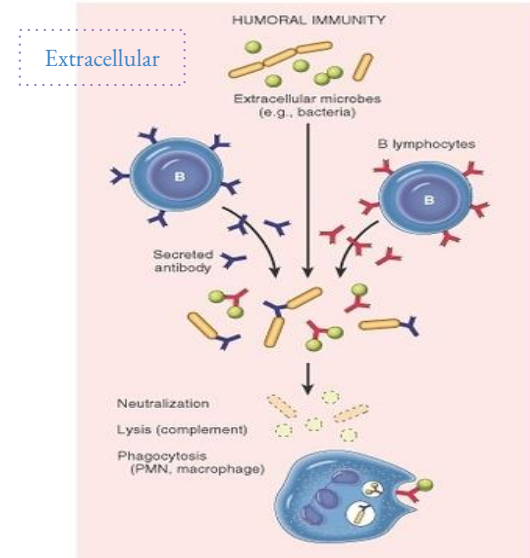 HUMORAL IMMUNITY
Extracellular
Extracellular microbes
(e.g., bacteria)
B lymphocytes
B
B
Secreted
antibody
Neutralization
Lysis (complement)
Phagocytosis
(PMN, macrophage)